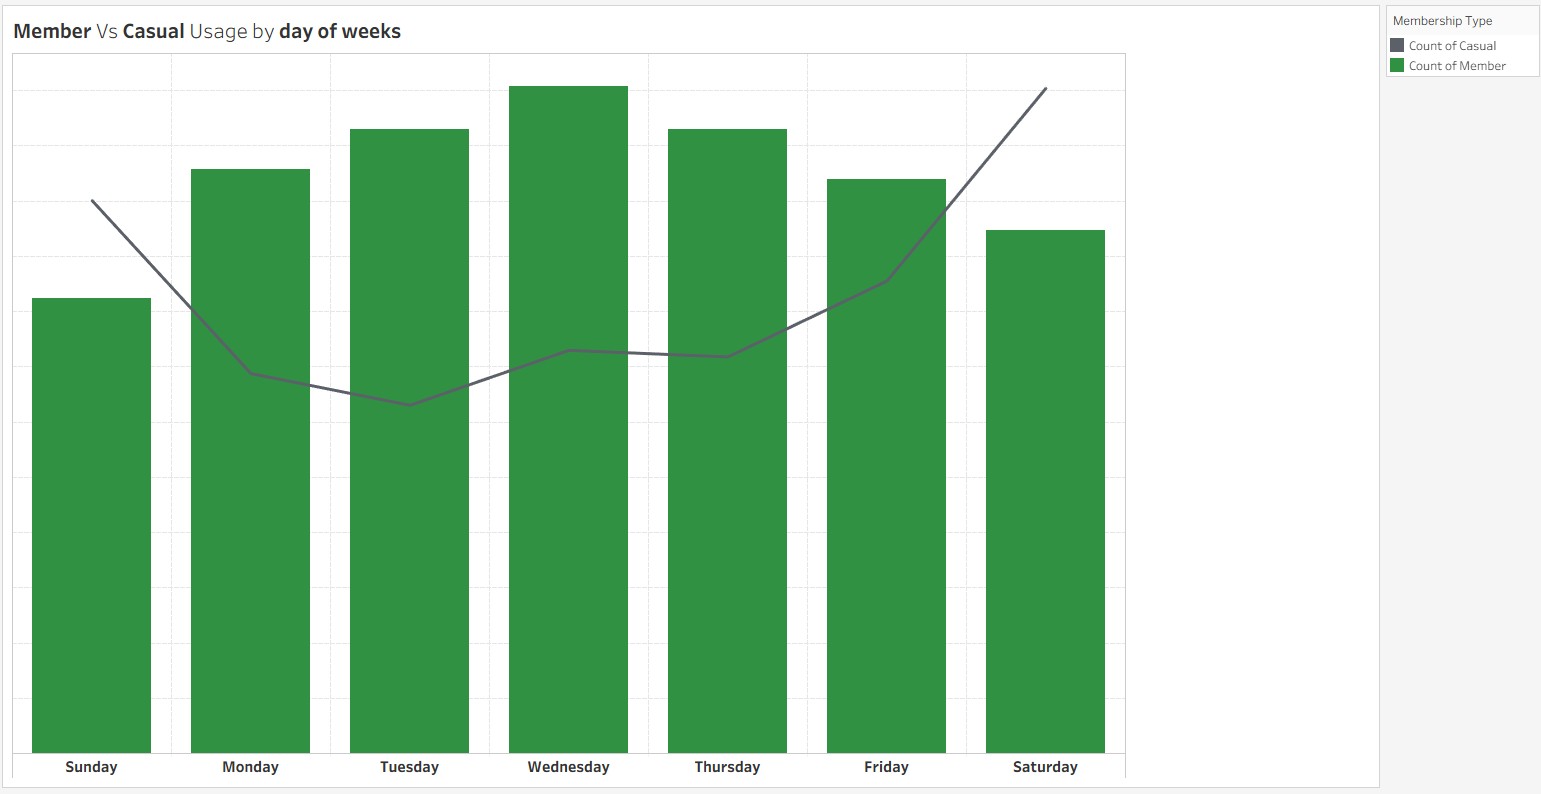 Member Vs Casual Usage by day of weeks
Membership Type
Count of Casual
Count of Member
Sunday Monday Tuesday Wednesday Thursday Friday Saturday